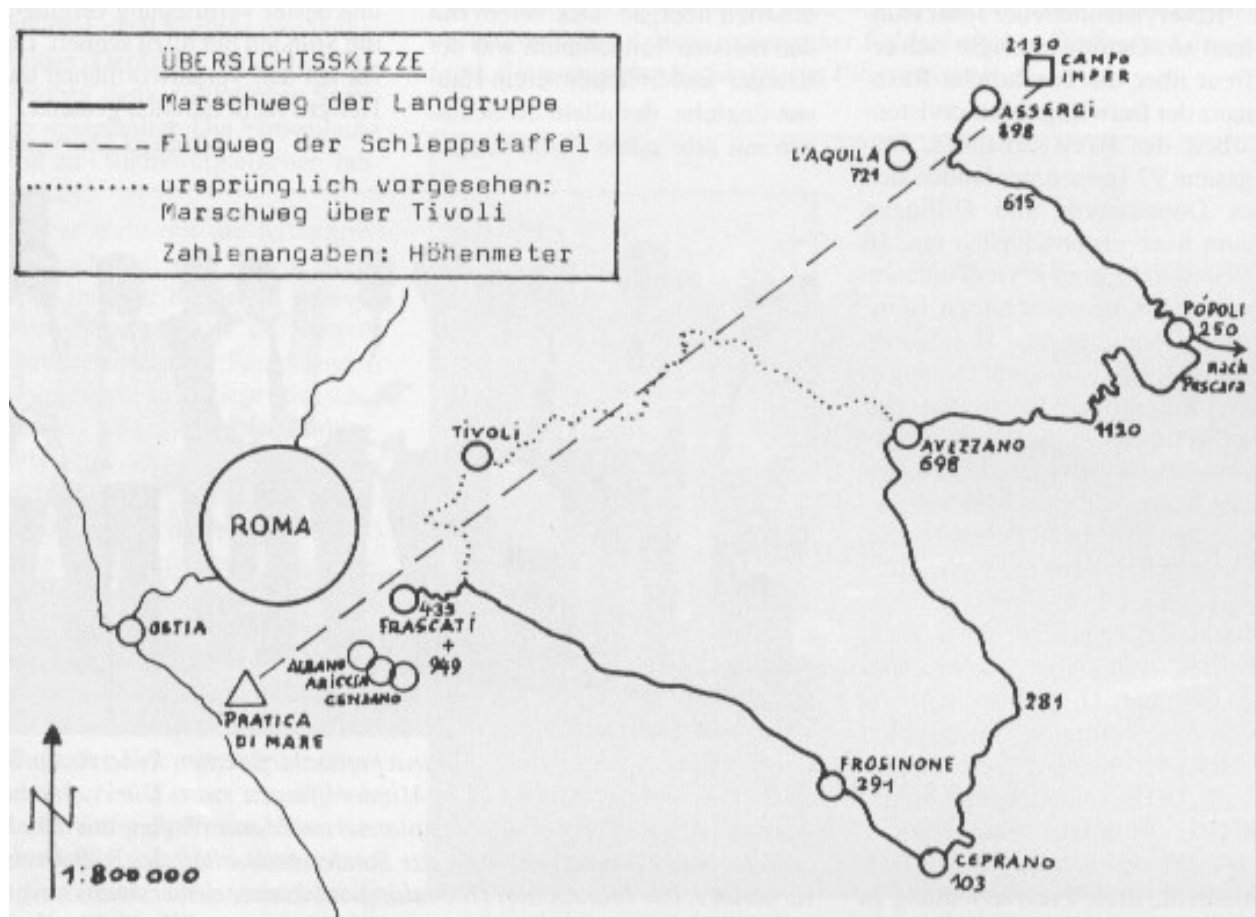 ÜBERSICHTSSKIZZE
Marschweg der Landgruppe
Flugweg der Schleppstaffel
ursprünglich vorgesehen:
Marschweg über Tivoli
Zahlenangaben: Höhenmeter
2130
CAMPO
IMPER
ASSERGI
898
L'AQUILA
721
615
PÓPOLI
250
nach
Pescara
TIVOLI
AVEZZANO
698
1120
ROMA
OSTIA
435
FRASCATI
+
949
ALBANO
ARICCIA
GENZANO
PRATICA
DI MARE
281
FROSINONE
291
CEPRANO
103
N
1:800000